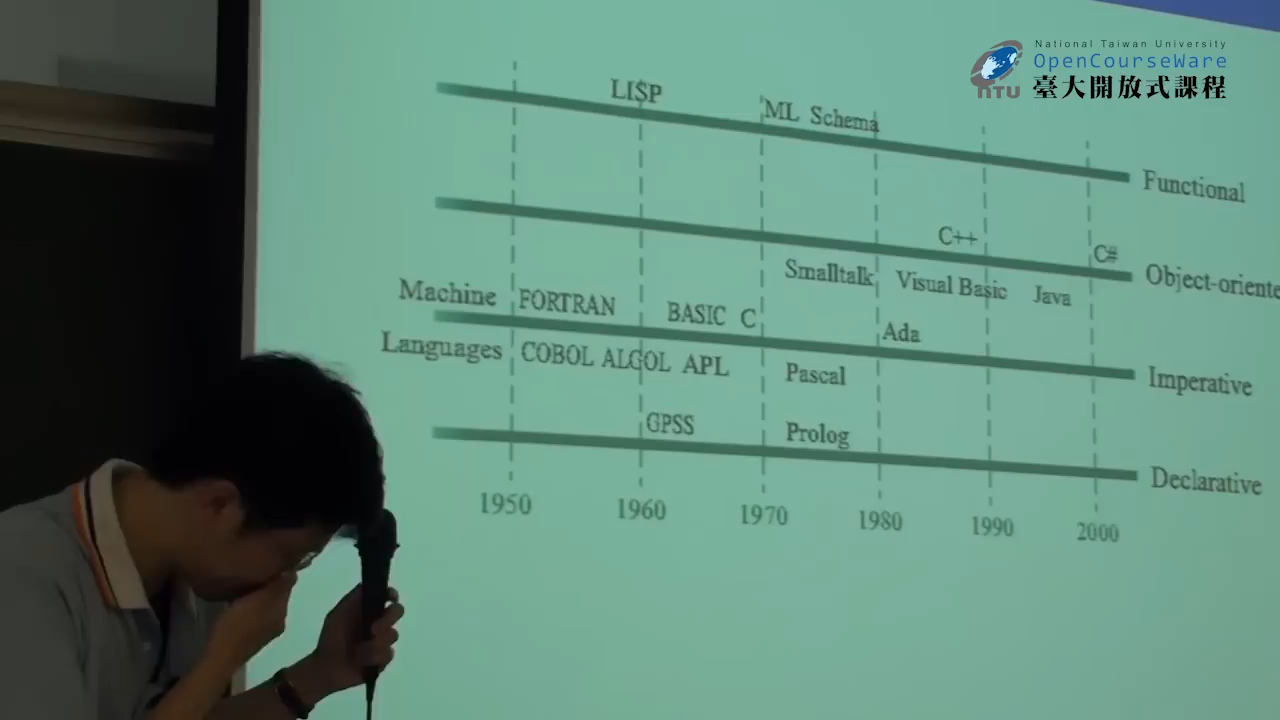 National Taiwan University
OpenCourseWare
NTU 臺大開放式課程
LISP
ML Schema
Functional
C++
C#
Smalltalk
Visual Basic
Java
Object-oriente
Machine
FORTRAN
BASIC C
Ada
Languages
COBOL ALGOL APL
Pascal
Imperative
GPSS
Prolog
Declarative
1950
1960
1970
1980
1990
2000